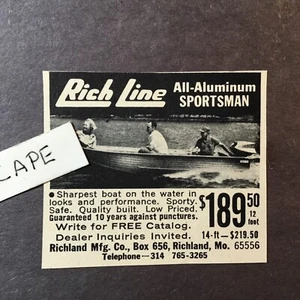 Rich Line
All-Aluminum
SPORTSMAN
CAPE
• Sharpest boat on the water in
looks and performance. Sporty.
Safe. Quality built. Low Priced.
Guaranteed 10 years against punctures.
$189.50
12
foot
Write for FREE Catalog.
Dealer Inquiries Invited.
14-ft—$219.50
Richland Mfg. Co., Box 656, Richland, Mo. 65556
Telephone—314 765-3265